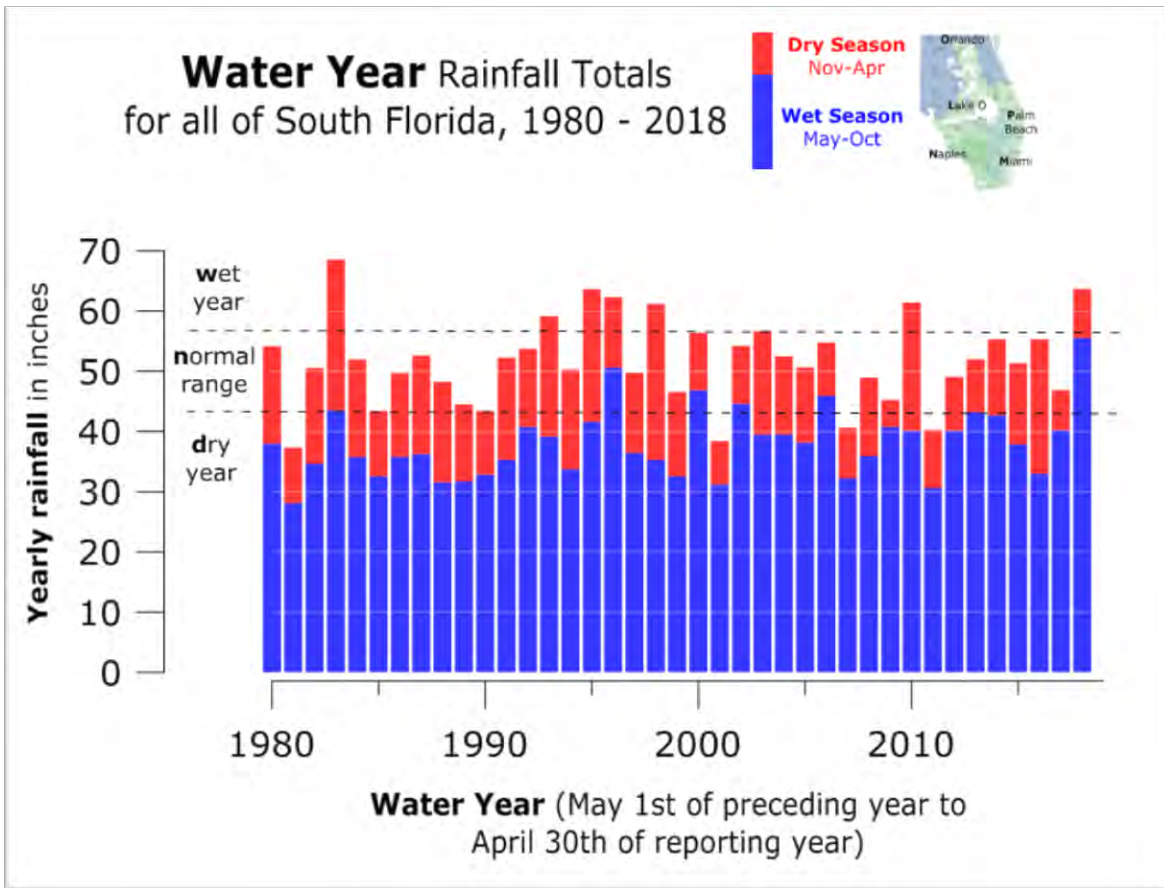 Water Year Rainfall Totals
for all of South Florida, 1980 - 2018
Dry Season
Nov-Apr
Wet Season
May-Oct
Orlando
Lake O
Palm
Beach
Naples
Miami
Yearly rainfall in inches
70
60
50
40
30
20
10
0
wet
year
normal
range
dry
year
1980
1990
2000
2010
Water Year (May 1st of preceding year to
April 30th of reporting year)